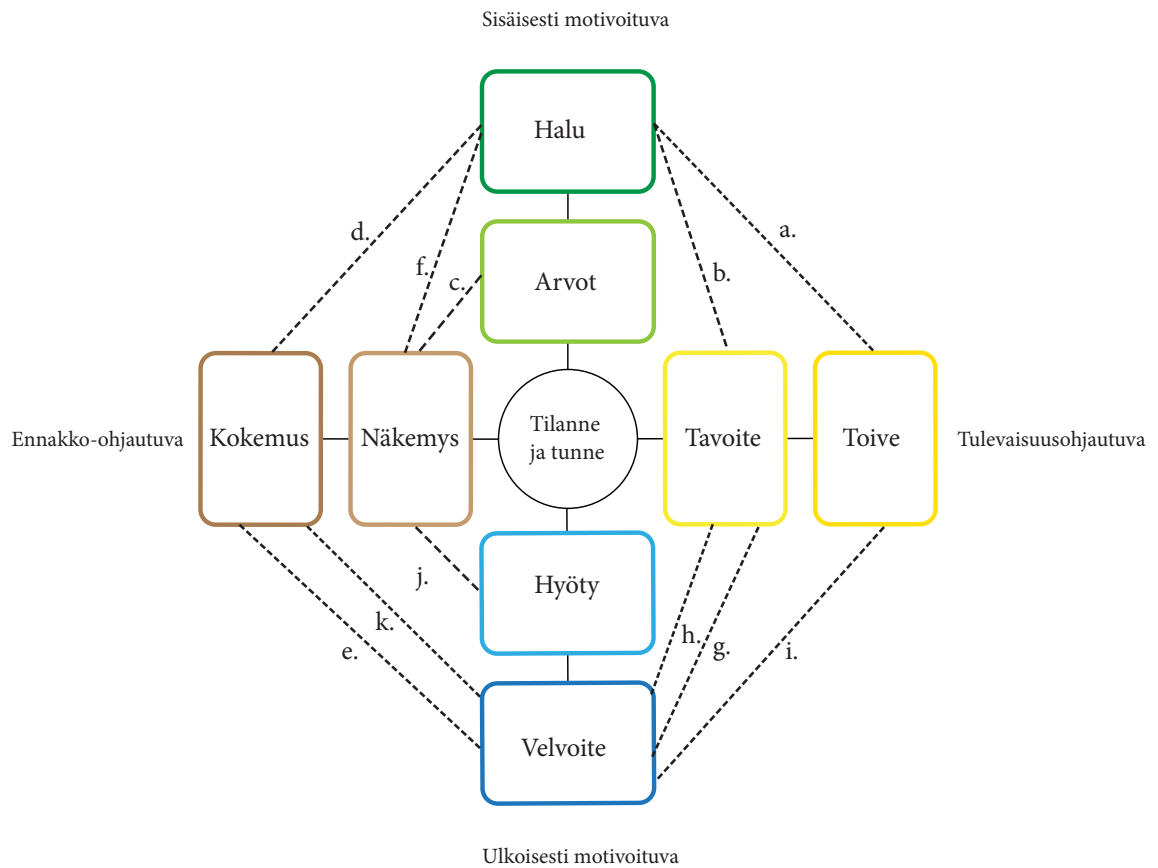 Sisäisesti motivoituva
Halu
d.
a.
f.
c.
b.
Arvot
Ennakko-ohjautuva
Kokemus
Näkemys
Tilanne
ja tunne
Tavoite
Toive
Tulevaisuusohjautuva
j.
Hyöty
k.
e.
h.
g.
i.
Velvoite
Ulkoisesti motivoituva